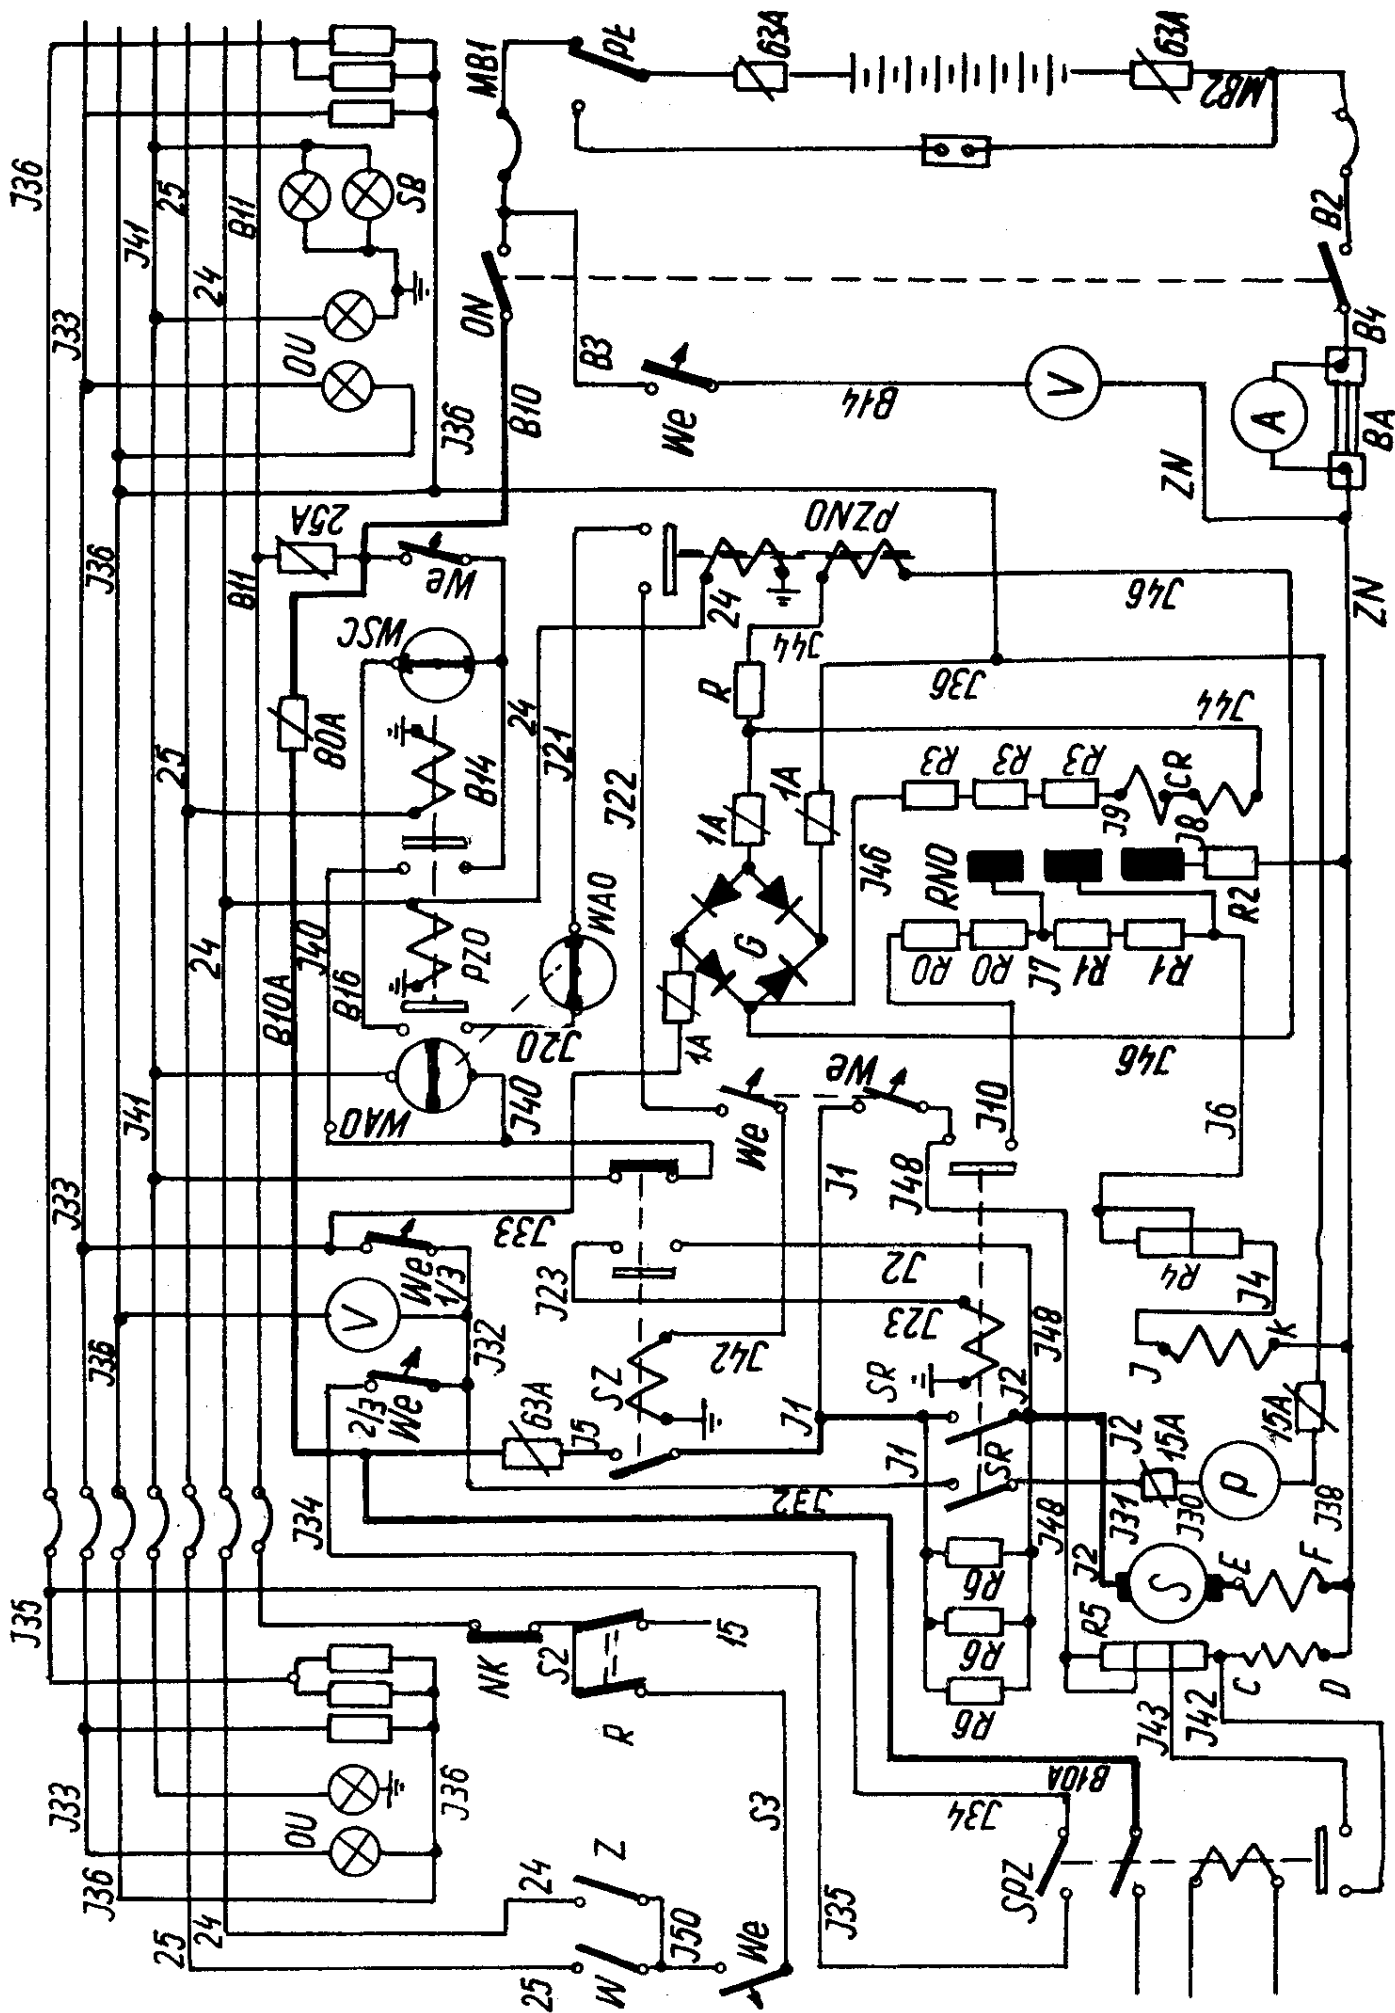 J36
J33
J41
25
24
B11
SB
OU
J36
MB1
ON
B10
pt
63A
63A
MB2
B3
We
B14
V
B2
B4
A
BA
ZN
ZN
25A
J36
B11
We
WSC
80A
25
24
B10A
J40
B16
B14
pZO
24
J21
J22
WAO
J20
24
pZNO
J44
J46
R
J36
J44
1A
1A
G
1A
J46
R3
R3
R3
J9
CR
J8
RNO
R2
RO
RO
J7
R1
R1
J46
J6
J41
J33
WAO
J40
We
We
J1
J48
J10
J33
J23
J2
J23
We
1/3
V
J36
J32
2/3
We
SZ
J42
63A
J5
J1
SR
J48
J2
R4
J4
J
K
J34
J32
J1
SR
J48
J31
J2
15A
J30
p
15A
J38
J2
S
E
F
R5
C
D
J43
J42
R6
R6
R6
J35
NK
S2
R
15
S3
J33
OU
J36
J36
25
24
24
25
Z
W
J50
We
J35
B10A
J34
SpZ